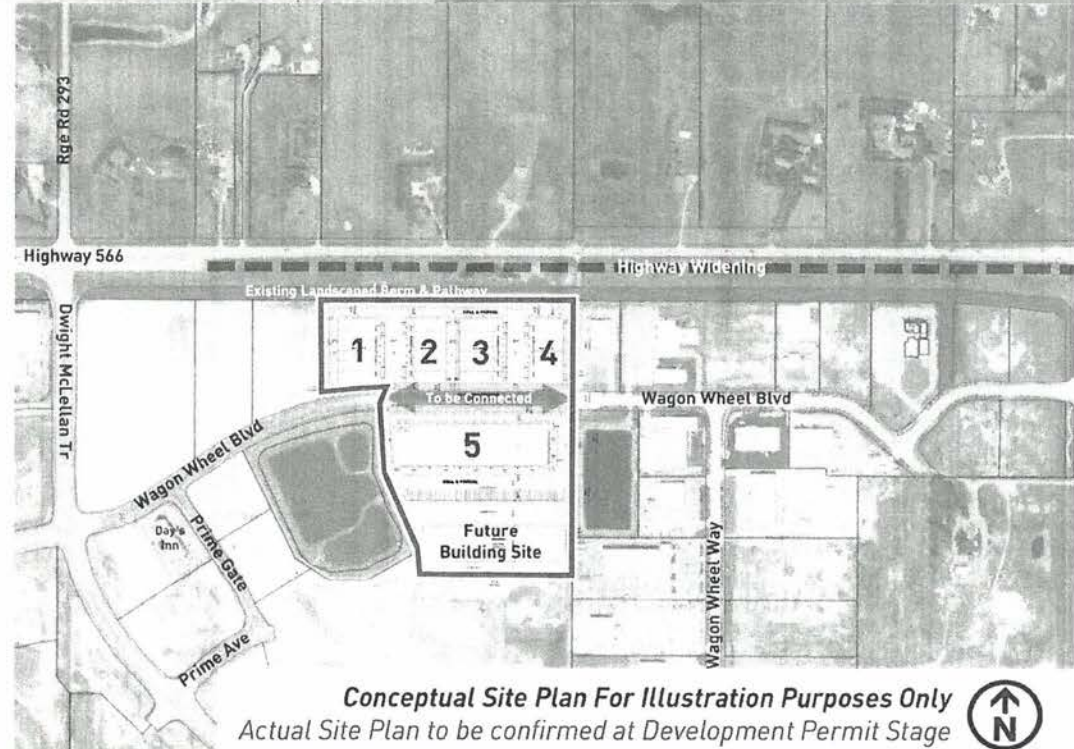 Rge Rd 293
Highway 566
Highway Widening
Existing Landscaped Berm & Pathway
Dwight McLellan Tr
1
2
3
4
To be Connected
Wagon Wheel Blvd
Wagon Wheel Blvd
5
Day's
Inn
Prime Gate
Future
Building Site
Wagon Wheel Way
Prime Ave
Conceptual Site Plan For Illustration Purposes Only
Actual Site Plan to be confirmed at Development Permit Stage
N